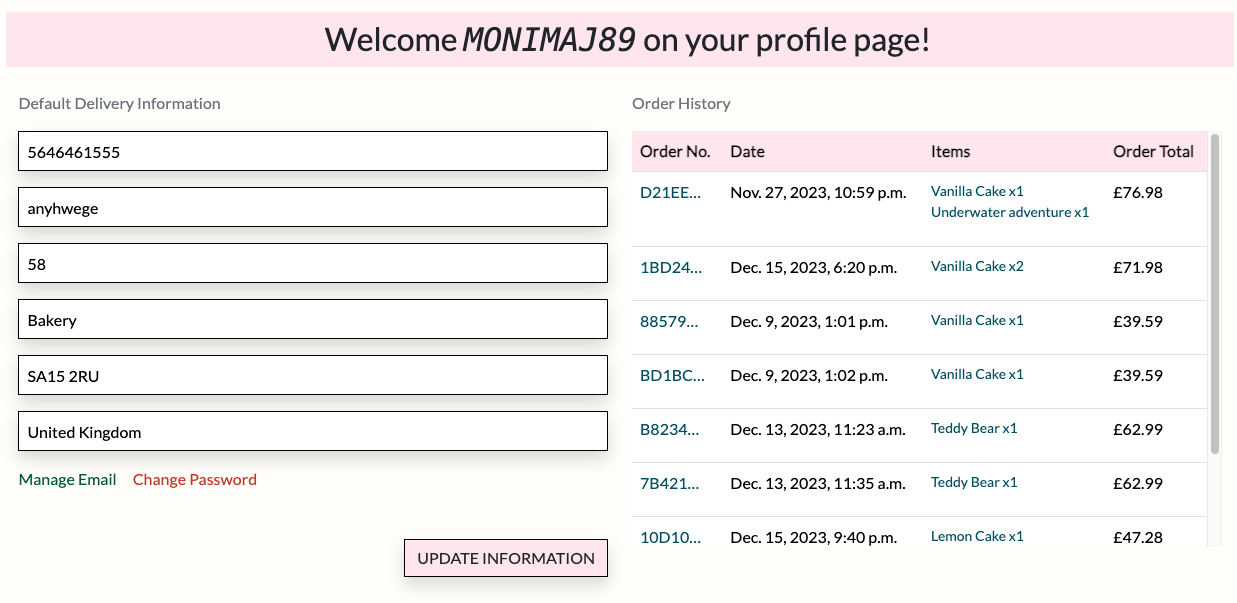 Welcome MONIMAJ89 on your profile page!
Default Delivery Information
5646461555
anyhwege
58
Bakery
SA15 2RU
United Kingdom
Manage Email Change Password
UPDATE INFORMATION
Order History
Order No. Date Items Order Total
D21EE... Nov. 27, 2023, 10:59 p.m. Vanilla Cake x1 £76.98
Underwater adventure x1
1BD24... Dec. 15, 2023, 6:20 p.m. Vanilla Cake x2 £71.98
88579... Dec. 9, 2023, 1:01 p.m. Vanilla Cake x1 £39.59
BD1BC... Dec. 9, 2023, 1:02 p.m. Vanilla Cake x1 £39.59
B8234... Dec. 13, 2023, 11:23 a.m. Teddy Bear x1 £62.99
7B421... Dec. 13, 2023, 11:35 a.m. Teddy Bear x1 £62.99
10D10... Dec. 15, 2023, 9:40 p.m. Lemon Cake x1 £47.28